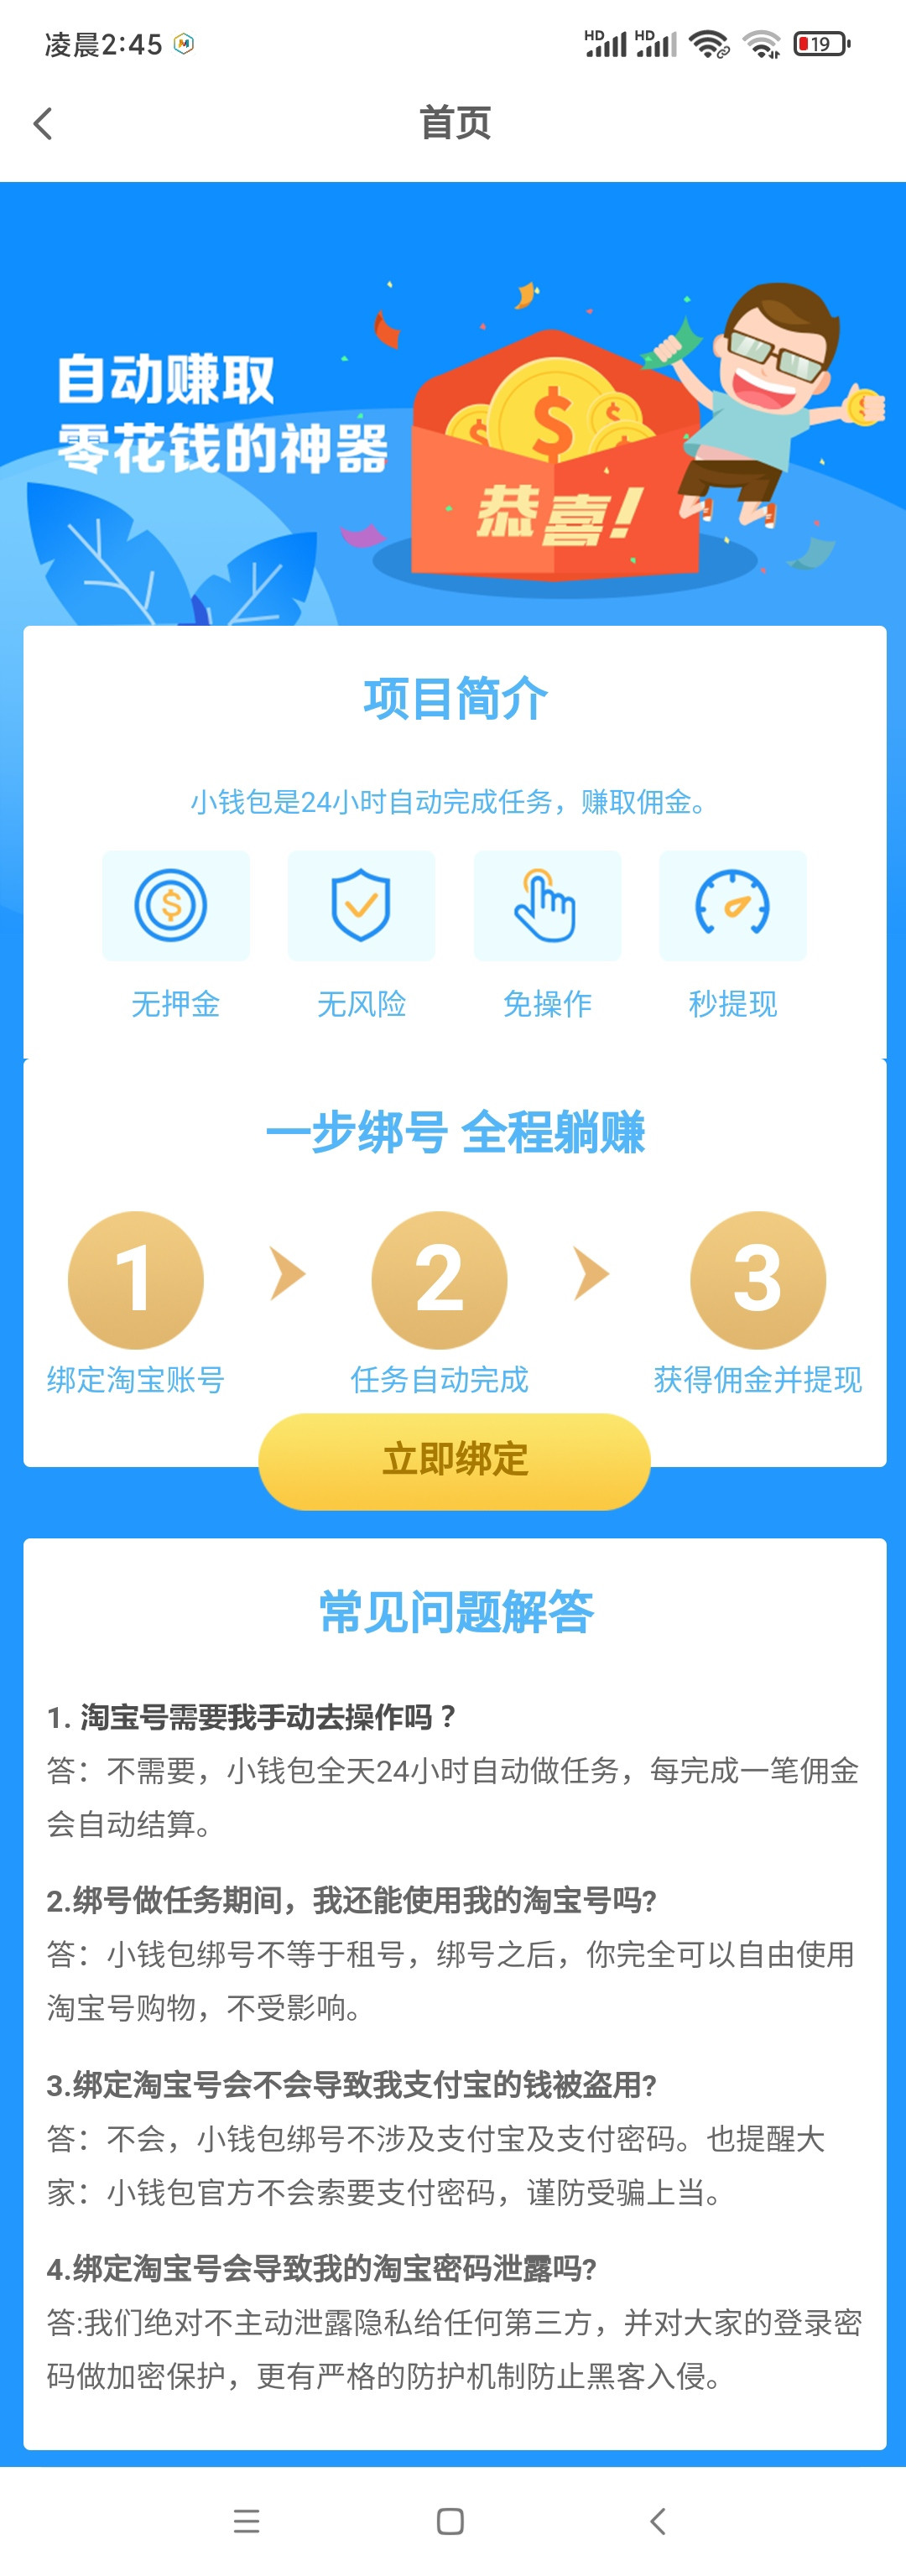 凌晨2:45
HD HD 19
首页
自动赚取
零花钱的神器
恭喜!
项目简介
小钱包是24小时自动完成任务，赚取佣金。
无押金 无风险 免操作 秒提现
一步绑号 全程躺赚
1 2 3
绑定淘宝账号 任务自动完成 获得佣金并提现
立即绑定
常见问题解答
1. 淘宝号需要我手动去操作吗？
答：不需要，小钱包全天24小时自动做任务，每完成一笔佣金
会自动结算。
2.绑号做任务期间，我还能使用我的淘宝号吗?
答：小钱包绑号不等于租号，绑号之后，你完全可以自由使用
淘宝号购物，不受影响。
3.绑定淘宝号会不会导致我支付宝的钱被盗用?
答：不会，小钱包绑号不涉及支付宝及支付密码。也提醒大
家：小钱包官方不会索要支付密码，谨防受骗上当。
4.绑定淘宝号会导致我的淘宝密码泄露吗?
答:我们绝对不主动泄露隐私给任何第三方，并对大家的登录密
码做加密保护，更有严格的防护机制防止黑客入侵。